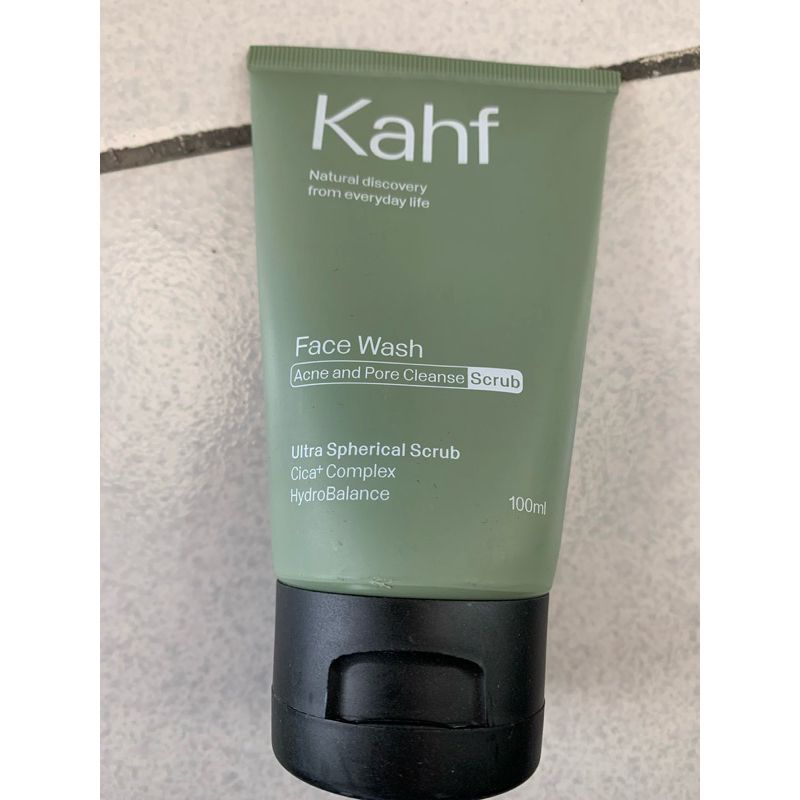 Kahf
Natural discovery
from everyday life
Face Wash
Acne and Pore Cleanse Scrub
Ultra Spherical Scrub
Cica+ Complex
HydroBalance
100ml